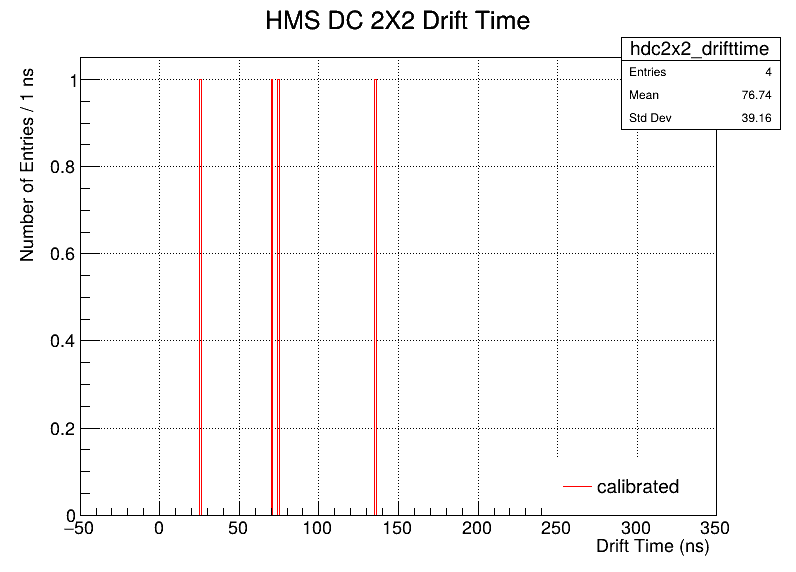 HMS DC 2X2 Drift Time
hdc2x2_drifttime
Entries 4
Mean 76.74
Std Dev 39.16
Number of Entries / 1 ns
1
0.8
0.6
0.4
0.2
0
calibrated
−50 0 50 100 150 200 250 300 350
Drift Time (ns)